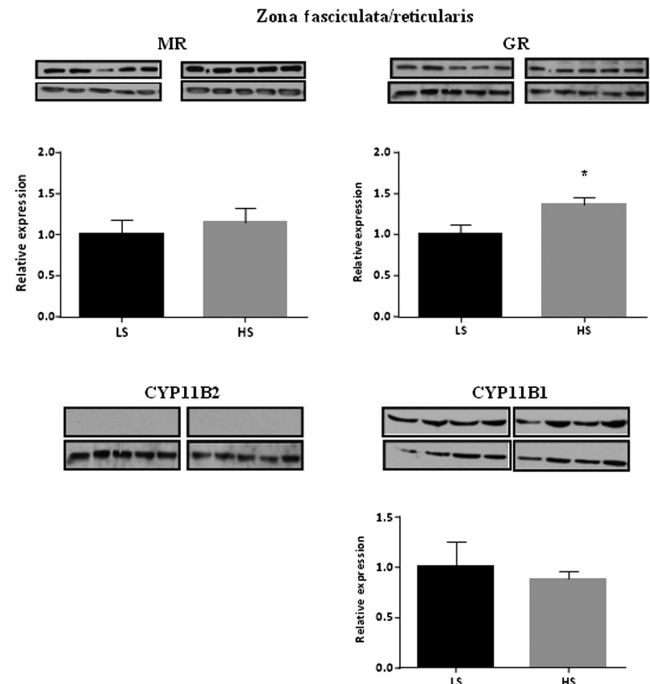 Zona fasciculata/reticularis
MR
GR
2.0
1.5
1.0
0.5
0.0
Relative expression
LS
HS
2.0
1.5
1.0
0.5
0.0
Relative expression
*
LS
HS
CYP11B2
CYP11B1
1.5
1.0
0.5
0.0
Relative expression
LS
HS